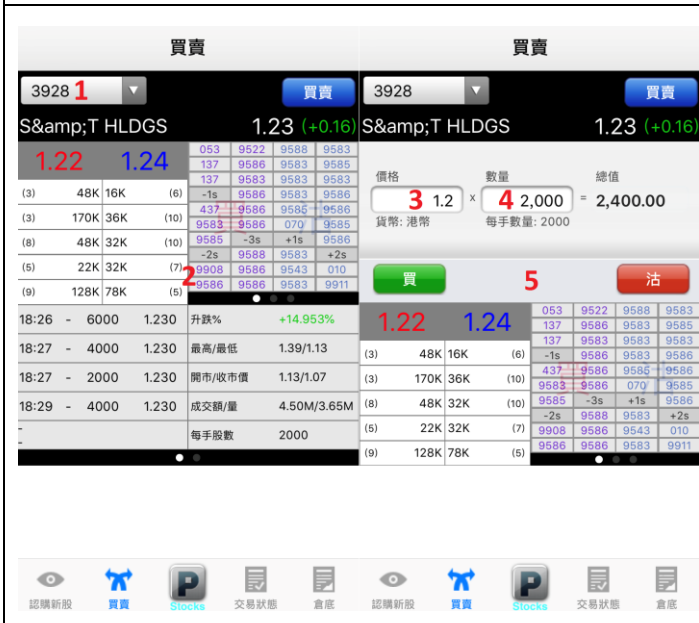 買賣
3928 1 買賣
S&amp;T HLDGS 1.23 (+0.16)
1.22 1.24
053 9522 9588 9583
137 9586 9583 9585
137 9583 9583 9583
(3) 48K 16K (6)
-1s 9586 9583 9586
437 9586 9585 9586
(3) 170K 36K (10)
9583 9586 070 9585
9585 -3s +1s 9586
(8) 48K 32K (10)
-2s 9588 9583 +2s
(5) 22K 32K (7)
2
9908 9586 9543 010
9586 9586 9583 9911
(9) 128K 78K (5)
買 沽
18:26 - 6000 1.230 升跌% +14.953%
18:27 - 4000 1.230 最高/最低 1.39/1.13
18:27 - 2000 1.230 開市/收市價 1.13/1.07
18:29 - 4000 1.230 成交額/量 4.50M/3.65M
- 每手股數 2000
認購新股 買賣 P Stocks 交易狀態 倉底
買賣
3928 買賣
S&amp;T HLDGS 1.23 (+0.16)
價格 數量 總值
3 1.2 x 4 2,000 = 2,400.00
貨幣: 港幣 每手數量: 2000
買 5 沽
1.22 1.24
053 9522 9588 9583
137 9586 9583 9585
137 9583 9583 9583
(3) 48K 16K (6)
-1s 9586 9583 9586
437 9586 9585 9586
(3) 170K 36K (10)
9583 9586 070 9585
9585 -3s +1s 9586
(8) 48K 32K (10)
-2s 9588 9583 +2s
(5) 22K 32K (7)
9908 9586 9543 010
9586 9586 9583 9911
(9) 128K 78K (5)
買 沽
認購新股 買賣 P Stocks 交易狀態 倉底